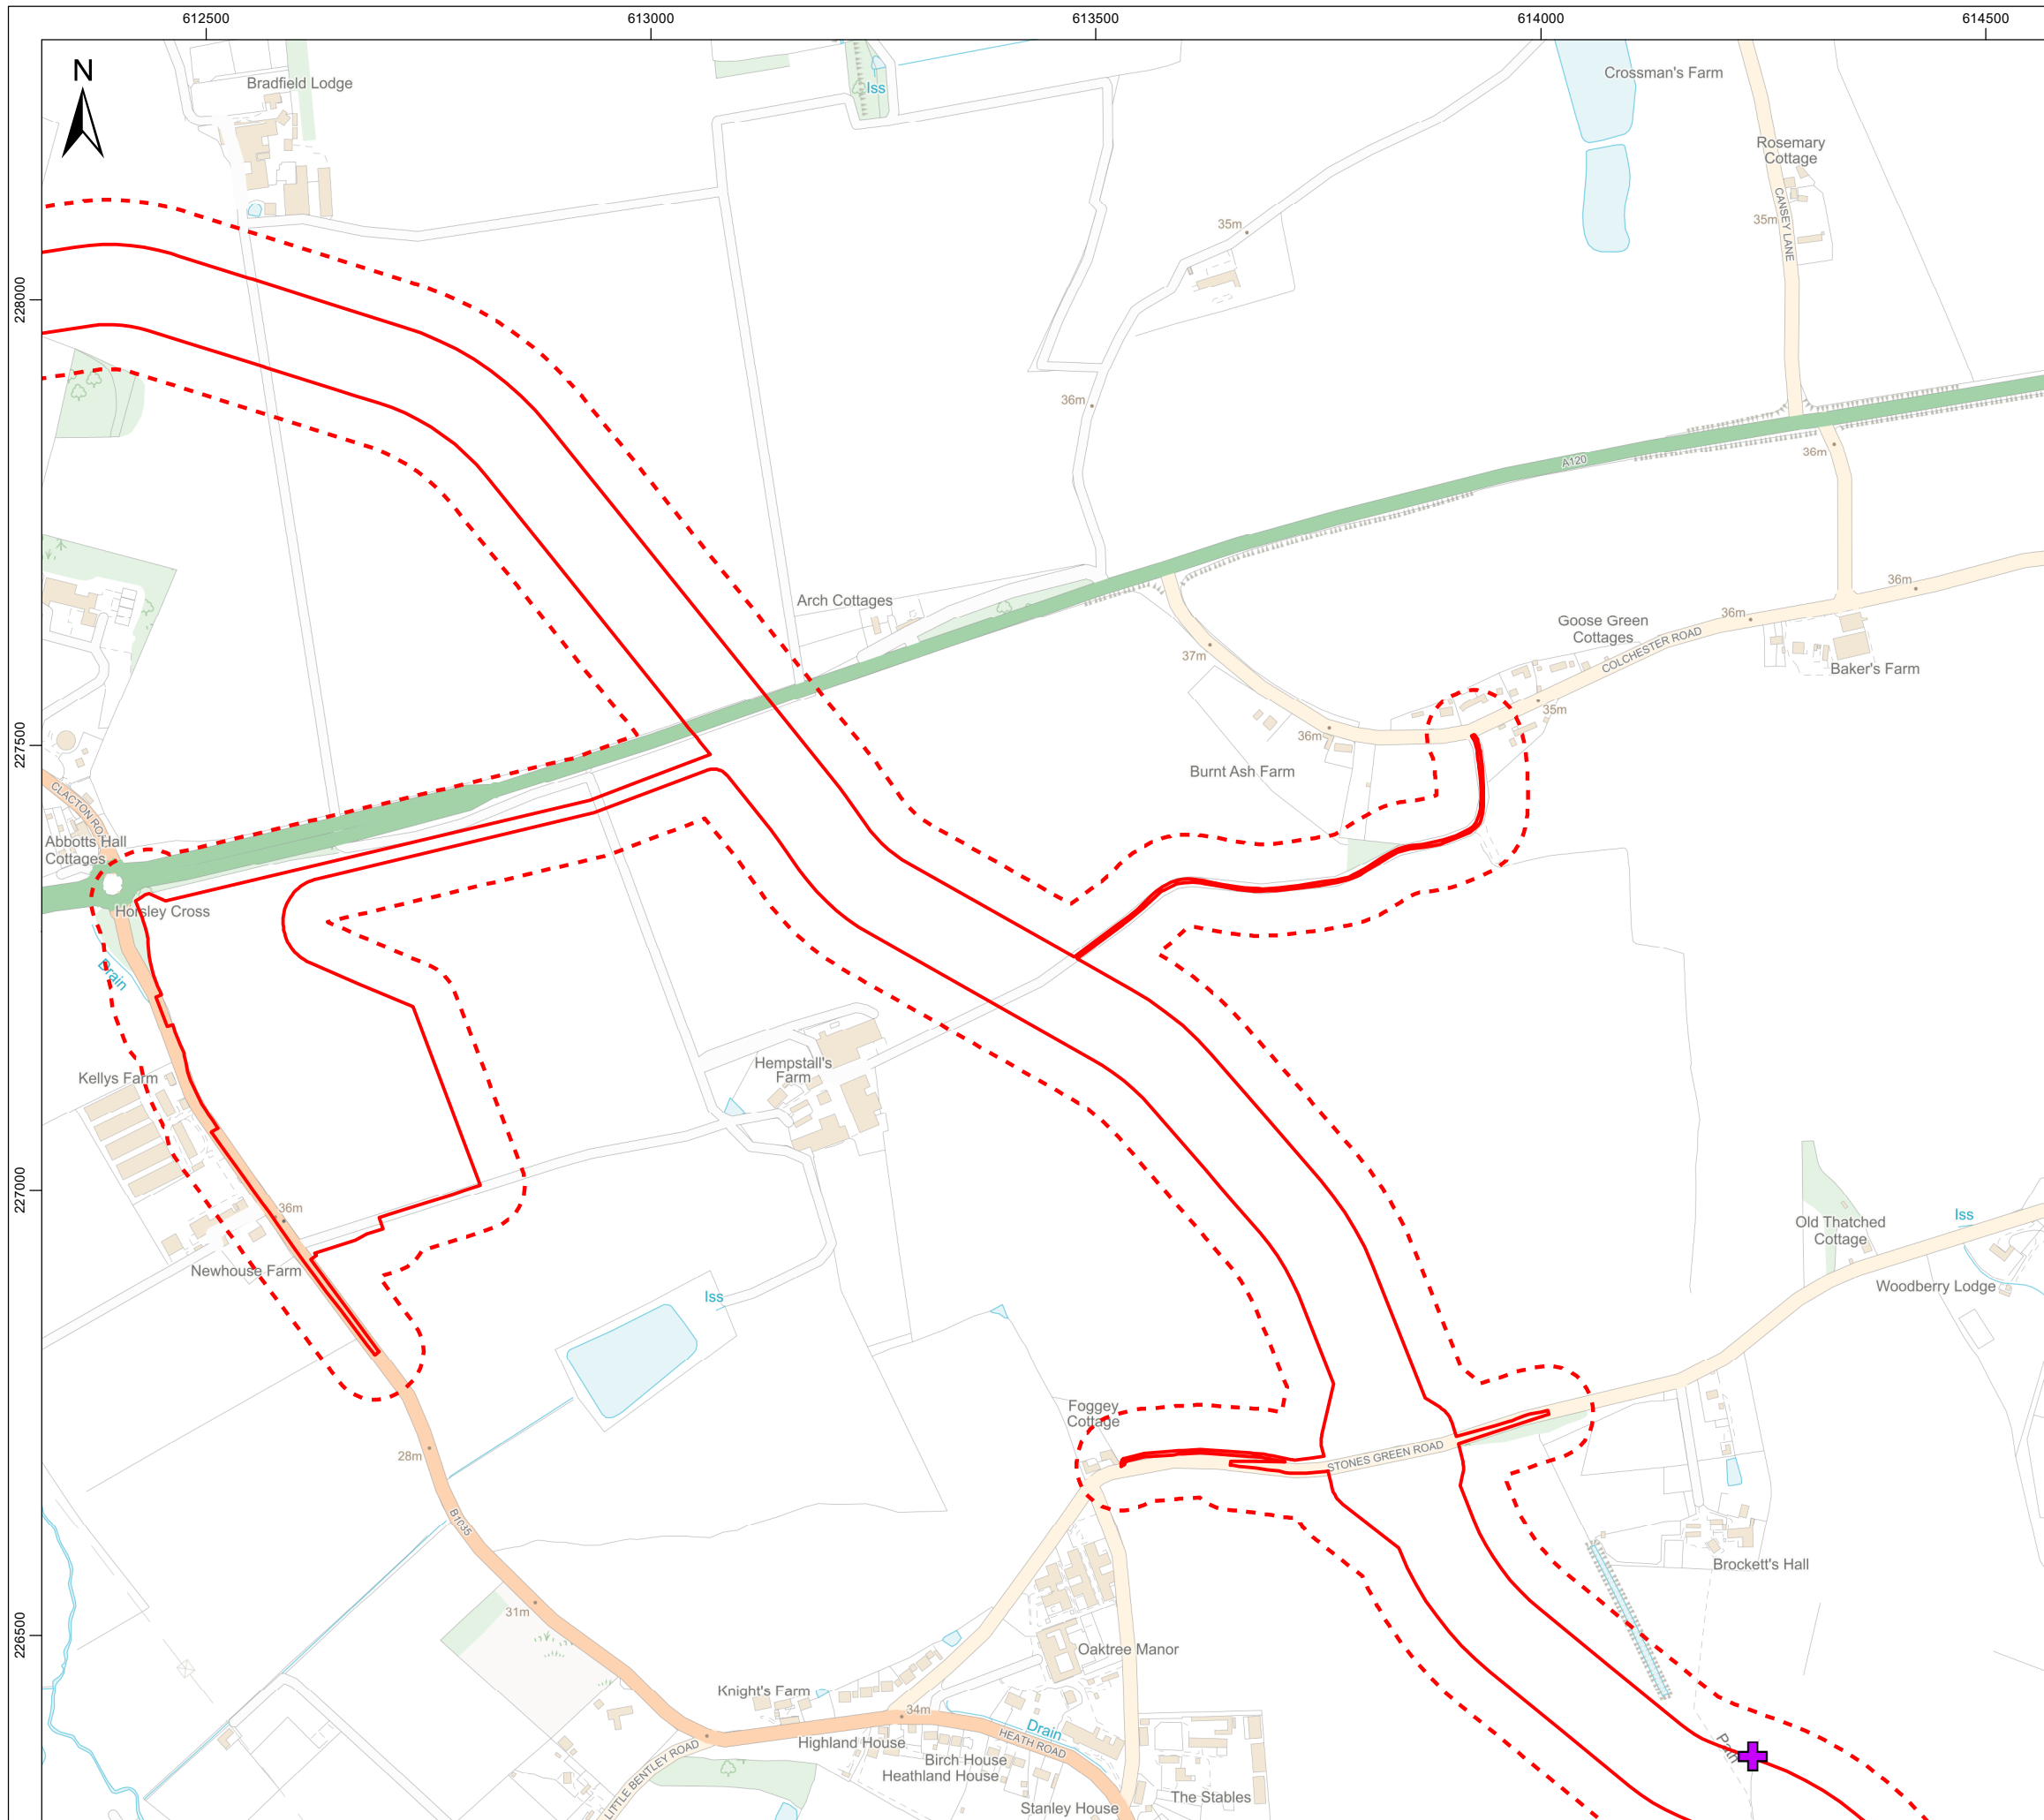 612500
613000
613500
614000
614500
N
Bradfield Lodge
Iss
Crossman's Farm
Rosemary
Cottage
CANSEY LANE
35m
35m
228000
36m
A120
36m
Arch Cottages
36m
36m
Goose Green
Cottages
COLCHESTER ROAD
37m
Baker's Farm
35m
36m
227500
Burnt Ash Farm
CLACTON ROA
Abbotts Hall
Cottages
Horsley Cross
Drain
Hempstall's
Farm
Kellys Farm
227000
36m
Old Thatched
Cottage
Iss
Newhouse Farm
Woodberry Lodge
Iss
Foggey
Cottage
28m
STONES GREEN ROAD
B1035
Brockett's Hall
31m
226500
Oaktree Manor
Knight's Farm
34m
Drain
HEATH ROAD
Highland House
Path
LITTLE BENTLEY ROAD
Birch House
Heathland House
The Stables
Stanley House